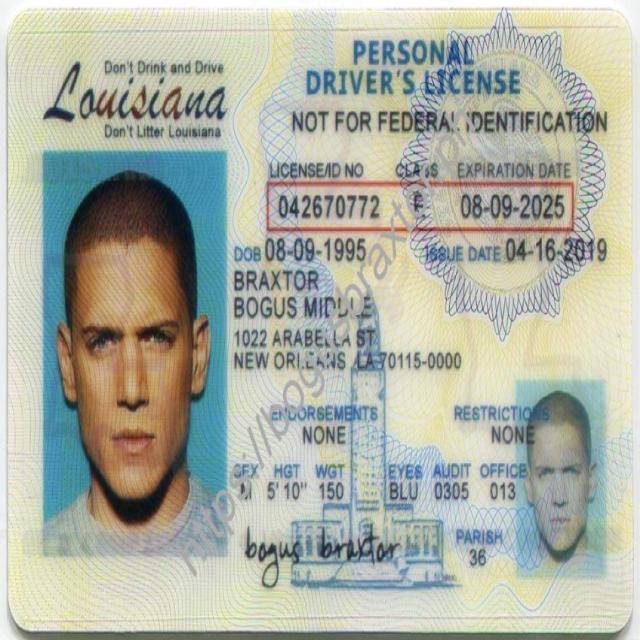 Don't Drink and Drive
Louisiana
Don't Litter Louisiana
PERSONAL
DRIVER'S LICENSE
NOT FOR FEDERAL IDENTIFICATION
LICENSE/ID NO CLASS EXPIRATION DATE
042670772 E 08-09-2025
DOB 08-09-1995 ISSUE DATE 04-16-2019
BRAXTOR
BOGUS MIDDLE
1022 ARABELLA ST
NEW ORLEANS LA 70115-0000
ENDORSEMENTS RESTRICTIONS
NONE NONE
SEX HGT WGT EYES AUDIT OFFICE
M 5'10" 150 BLU 0305 013
bogus braxtor
PARISH
36